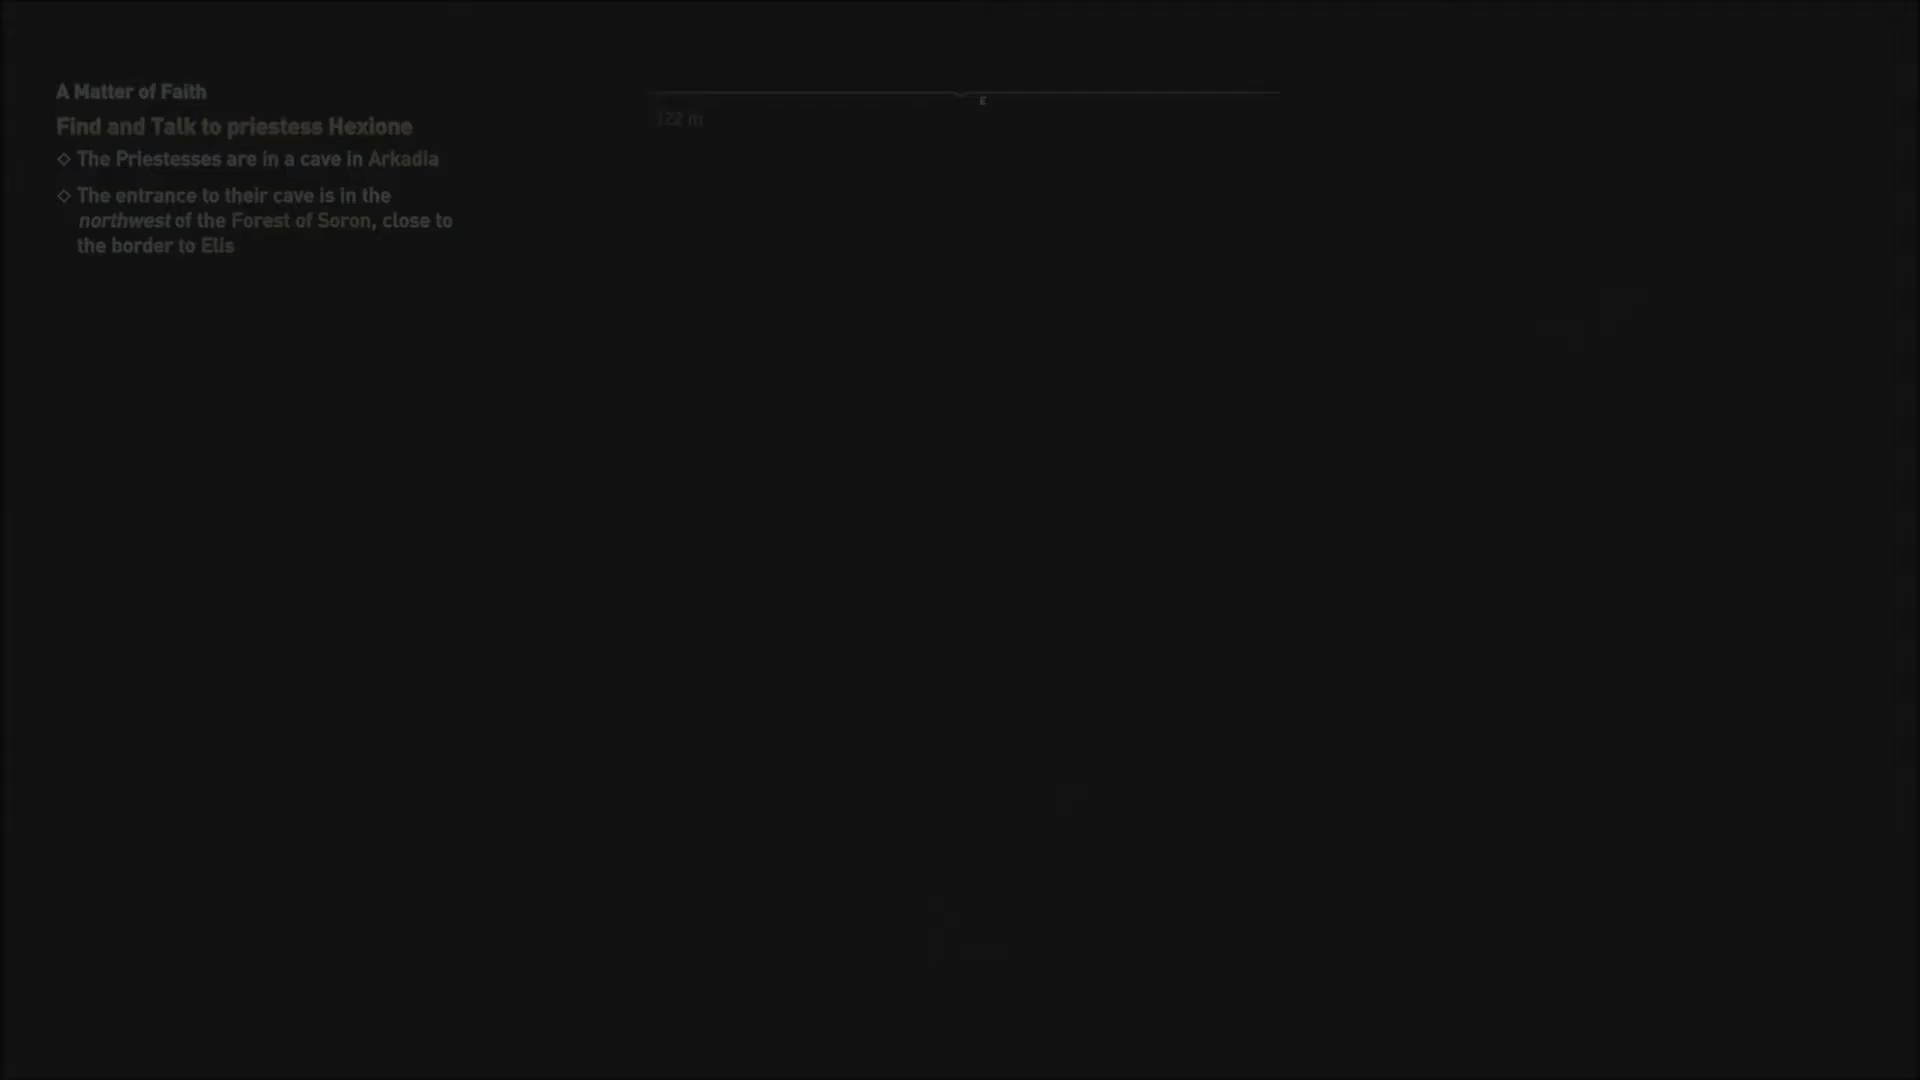 A Matter of Faith
Find and Talk to priestess Hexione
The Priestesses are in a cave in Arkadia
The entrance to their cave is in the
northwest of the Forest of Soron, close to
the border to Elis
E
122 m